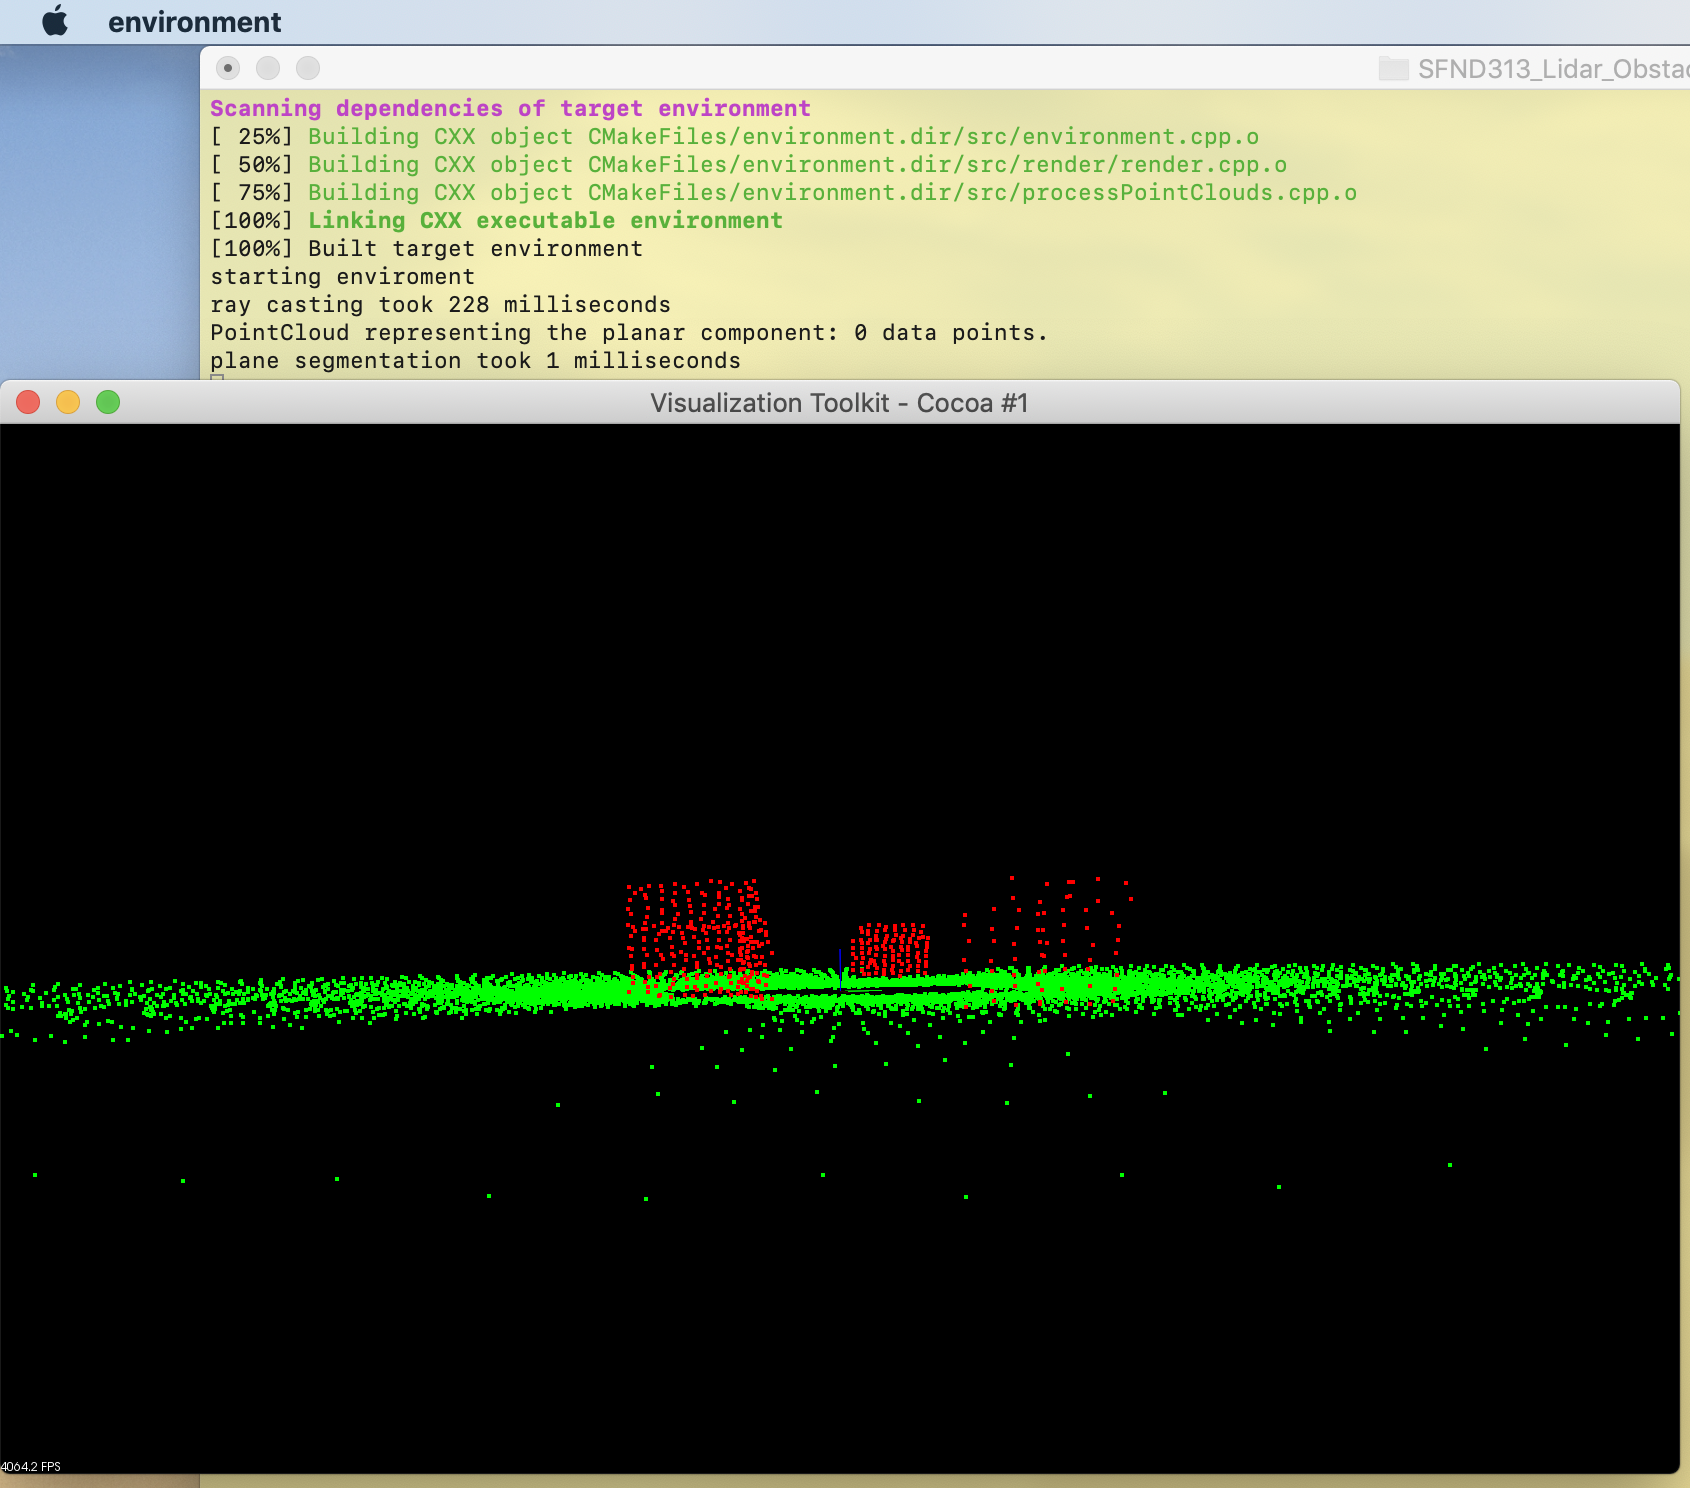 environment
SFND313_Lidar_Obstac
Scanning dependencies of target environment
[ 25%] Building CXX object CMakeFiles/environment.dir/src/environment.cpp.o
[ 50%] Building CXX object CMakeFiles/environment.dir/src/render/render.cpp.o
[ 75%] Building CXX object CMakeFiles/environment.dir/src/processPointClouds.cpp.o
[100%] Linking CXX executable environment
[100%] Built target environment
starting enviroment
ray casting took 228 milliseconds
PointCloud representing the planar component: 0 data points.
plane segmentation took 1 milliseconds
Visualization Toolkit - Cocoa #1
4064.2 FPS